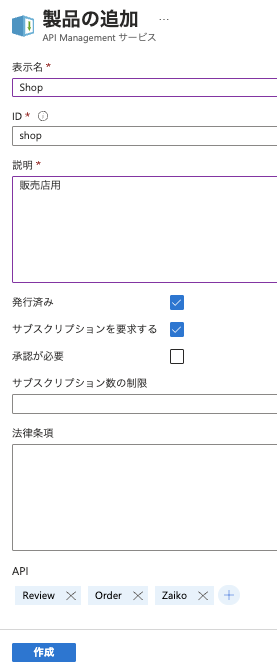 製品の追加 …
API Management サービス
表示名 *
Shop
ID *
shop
説明 *
販売店用
発行済み
サブスクリプションを要求する
承認が必要
サブスクリプション数の制限
法律条項
API
Review Order Zaiko
作成